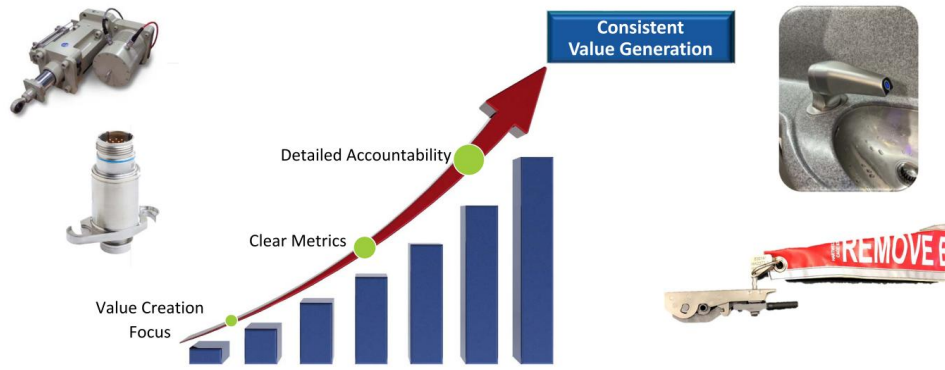 Consistent
Value Generation
Detailed Accountability
Clear Metrics
Value Creation
Focus
REMOVE B